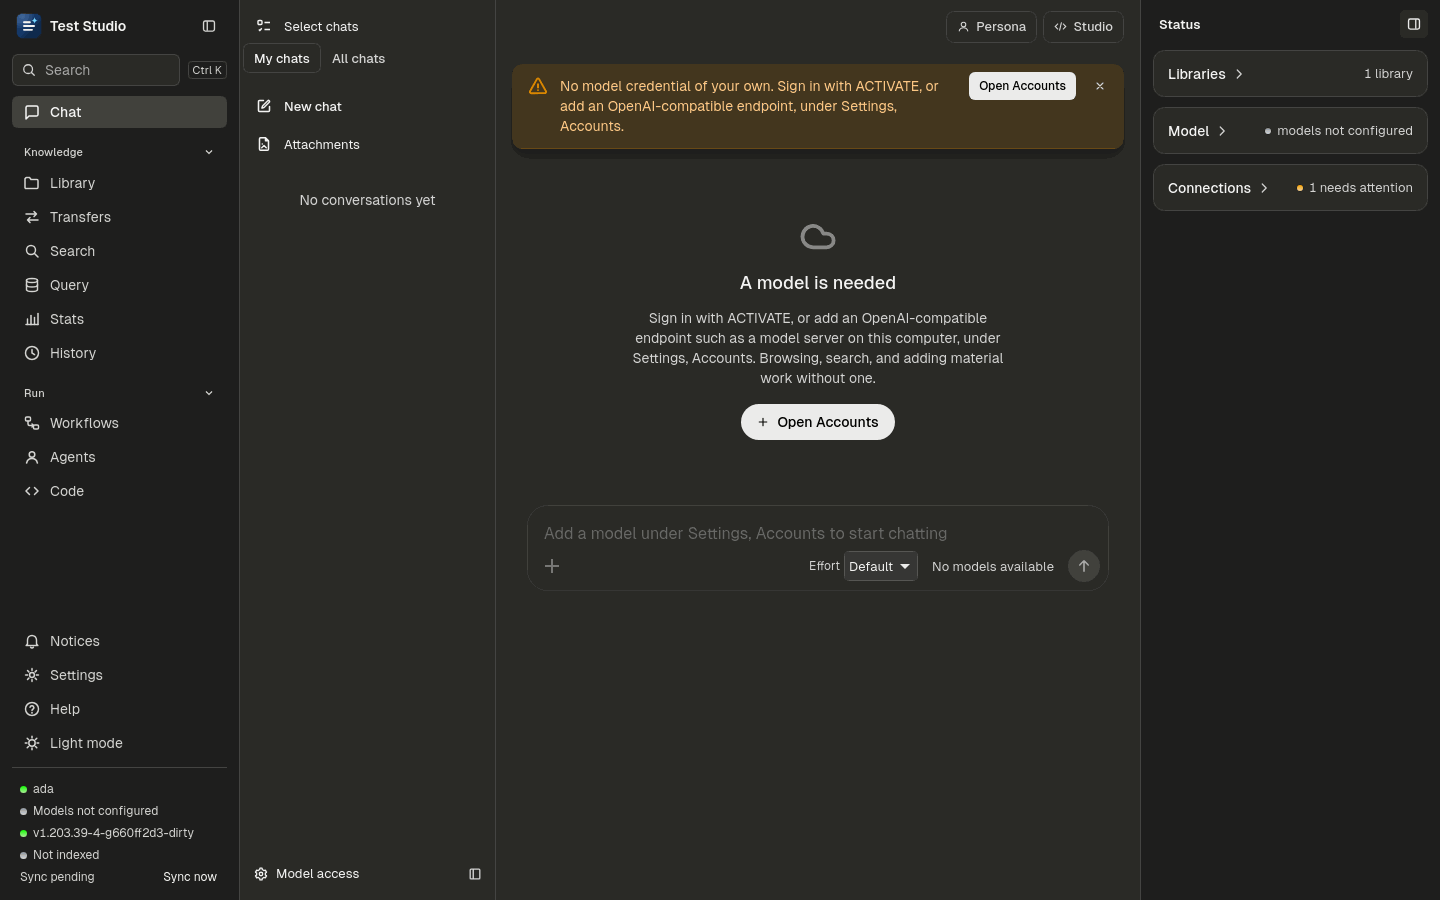 Test Studio
Search
Ctrl K
Chat
Knowledge
Library
Transfers
Search
Query
Stats
History
Run
Workflows
Agents
Code
Notices
Settings
Help
Light mode
ada
Models not configured
v1.203.39-4-g660ff2d3-dirty
Not indexed
Sync pending
Sync now
Select chats
My chats
All chats
New chat
Attachments
No conversations yet
Model access
Persona
Studio
No model credential of your own. Sign in with ACTIVATE, or
add an OpenAI-compatible endpoint, under Settings,
Accounts.
Open Accounts
A model is needed
Sign in with ACTIVATE, or add an OpenAI-compatible
endpoint such as a model server on this computer, under
Settings, Accounts. Browsing, search, and adding material
work without one.
Open Accounts
Add a model under Settings, Accounts to start chatting
Effort
Default
No models available
Status
Libraries
1 library
Model
models not configured
Connections
1 needs attention